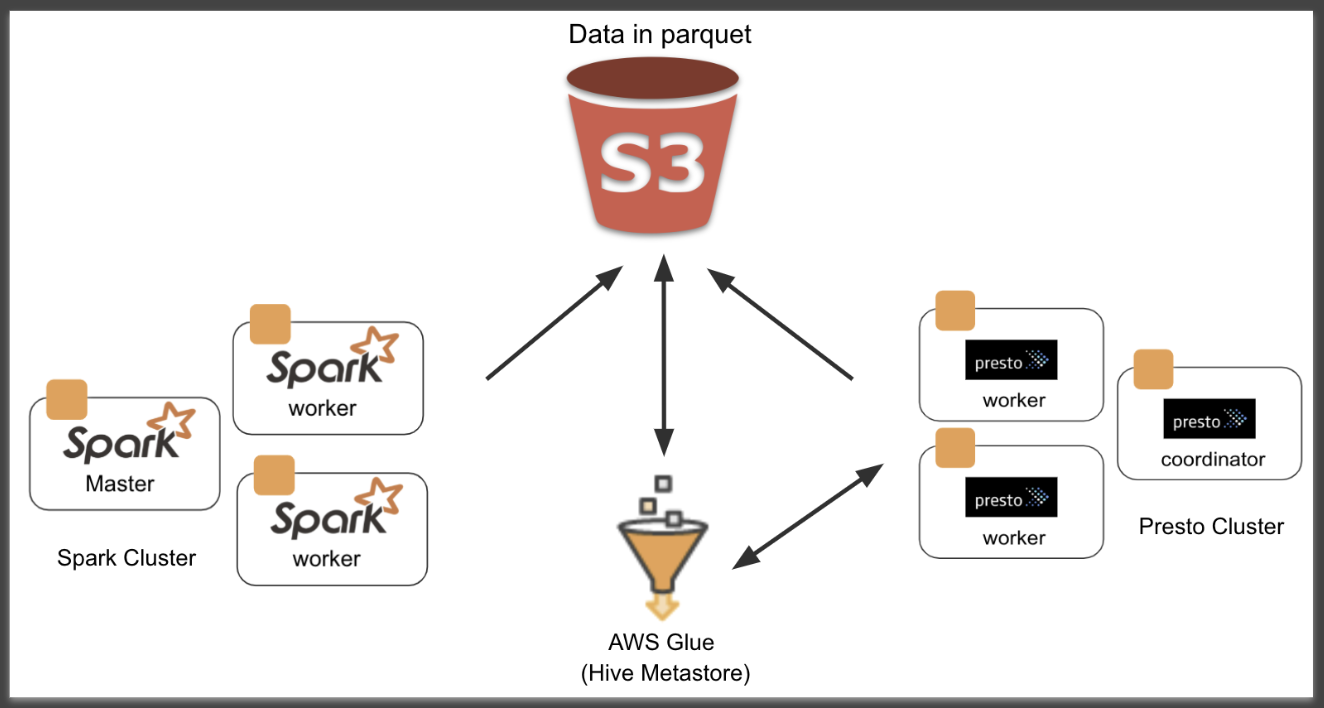 Data in parquet
S3
Spark
worker
Spark
Master
Spark
worker
Spark Cluster
presto
worker
presto
coordinator
presto
worker
Presto Cluster
AWS Glue
(Hive Metastore)